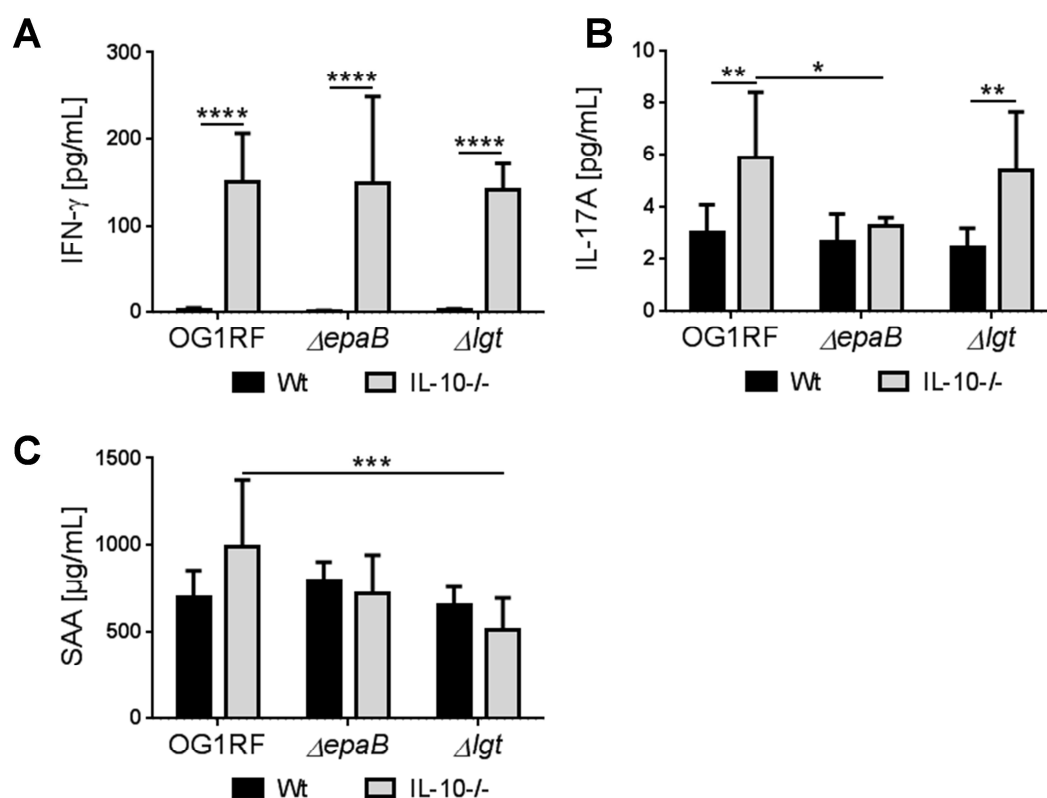 A
IFN-γ [pg/mL]
300
200
100
0
****
****
****
OG1RF
ΔepaB
Δlgt
Wt
IL-10-/-
B
IL-17A [pg/mL]
10
8
6
4
2
0
**
*
**
OG1RF
ΔepaB
Δlgt
Wt
IL-10-/-
C
SAA [µg/mL]
1500
1000
500
0
***
OG1RF
ΔepaB
Δlgt
Wt
IL-10-/-